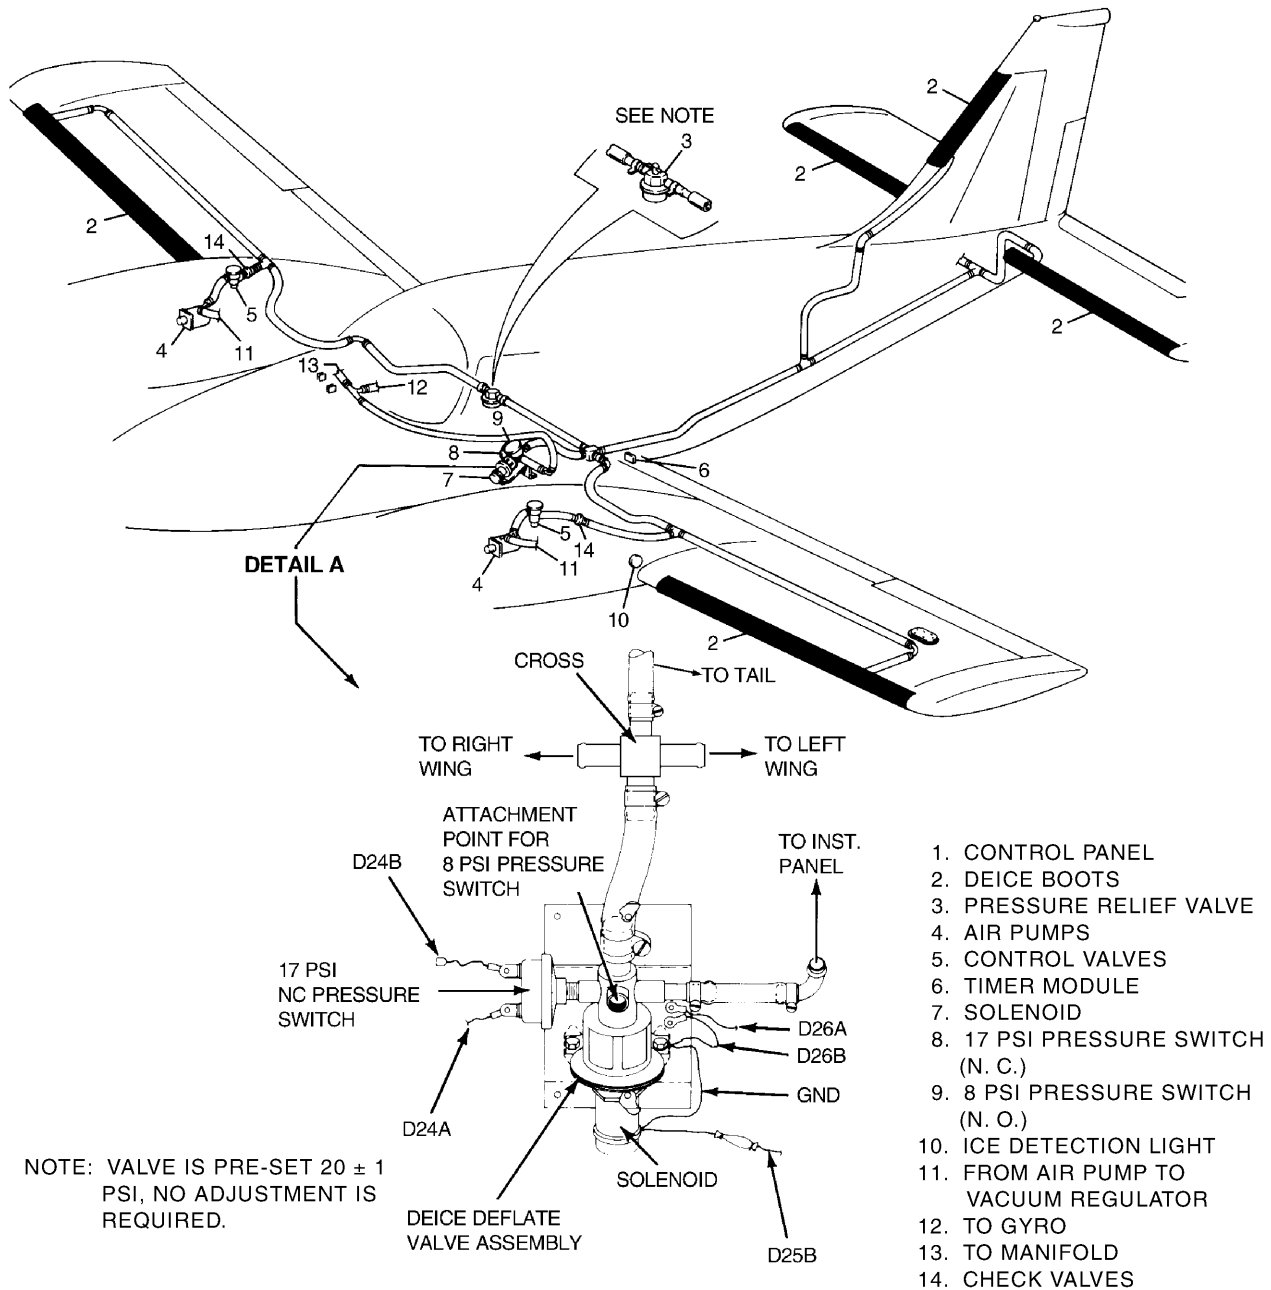 2
SEE NOTE
3
2
2
14
2
5
4
11
13
12
9
8
7
6
2
5
14
4
11
10
2
DETAIL A
CROSS
TO TAIL
TO RIGHT
WING
TO LEFT
WING
ATTACHMENT
POINT FOR
8 PSI PRESSURE
SWITCH
TO INST.
PANEL
D24B
17 PSI
NC PRESSURE
SWITCH
D26A
D26B
GND
D24A
SOLENOID
DEICE DEFLATE
VALVE ASSEMBLY
D25B
NOTE: VALVE IS PRE-SET 20 ± 1
PSI, NO ADJUSTMENT IS
REQUIRED.
1. CONTROL PANEL
2. DEICE BOOTS
3. PRESSURE RELIEF VALVE
4. AIR PUMPS
5. CONTROL VALVES
6. TIMER MODULE
7. SOLENOID
8. 17 PSI PRESSURE SWITCH
(N. C.)
9. 8 PSI PRESSURE SWITCH
(N. O.)
10. ICE DETECTION LIGHT
11. FROM AIR PUMP TO
VACUUM REGULATOR
12. TO GYRO
13. TO MANIFOLD
14. CHECK VALVES